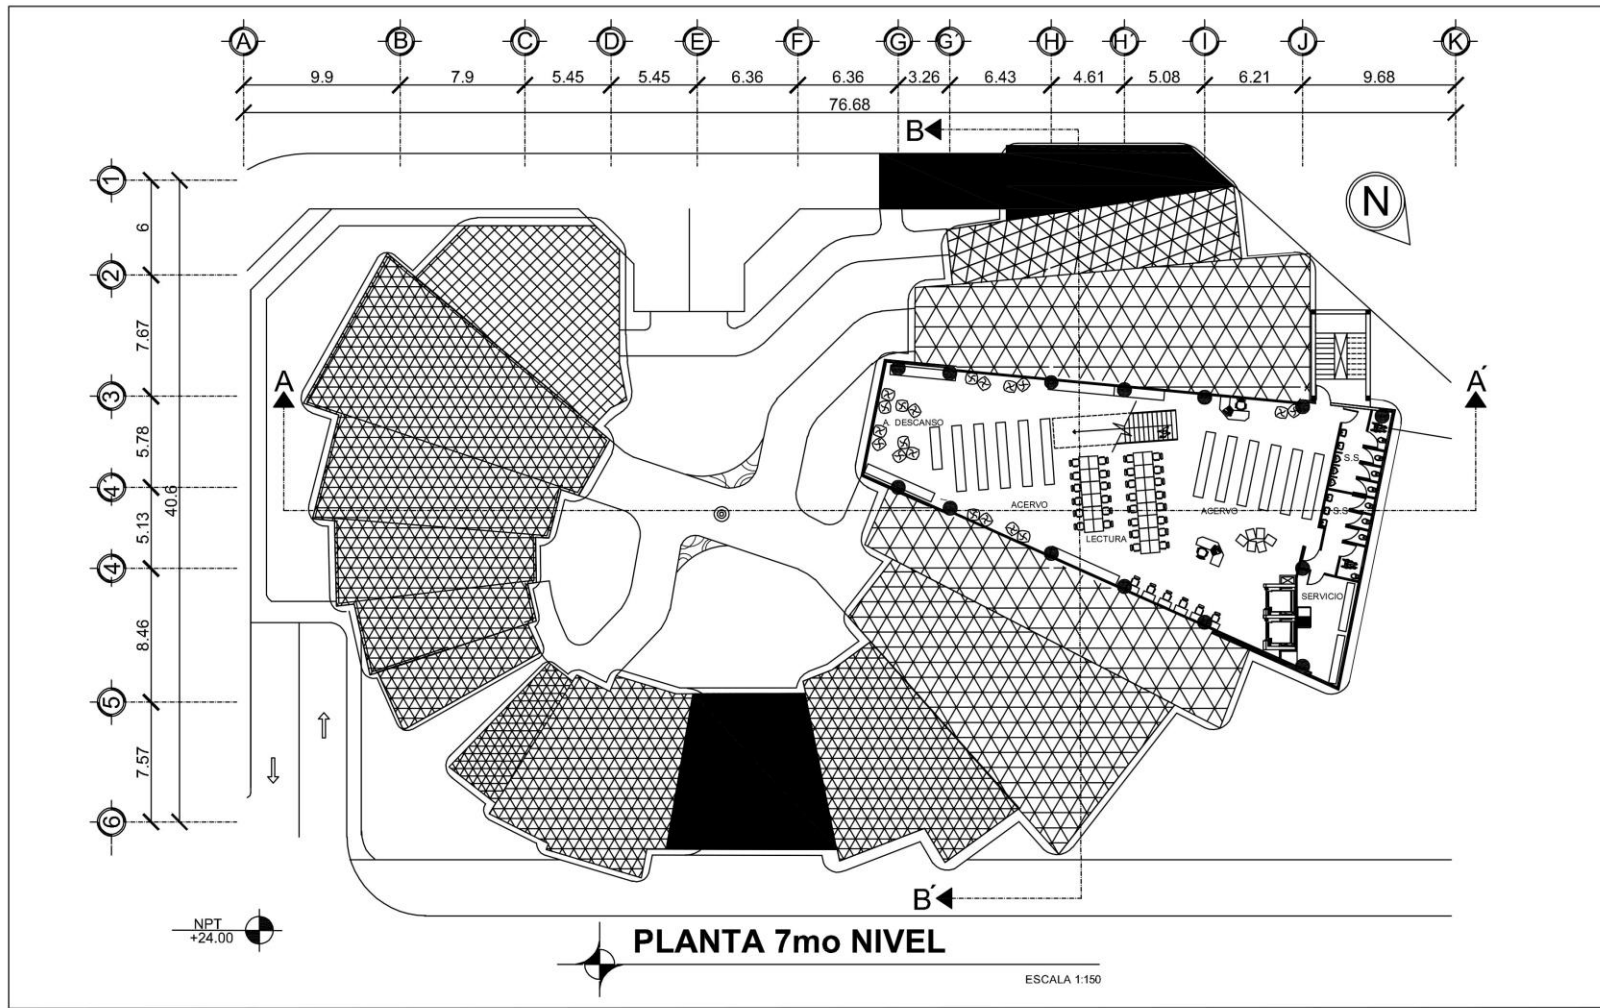 A B C D E F G G´ H H´ I J K
9.9 7.9 5.45 5.45 6.36 6.36 3.26 6.43 4.61 5.08 6.21 9.68
76.68
B
1
N
6
2
7.67
3
A
A´
5.78
A. DESCANSO
S.S
4
40.6
ACERVO
ACERVO
S.S
5.13
LECTURA
4
SERVICIO
8.46
5
7.57
6
B´
NPT
+24.00
PLANTA 7mo NIVEL
ESCALA 1:150